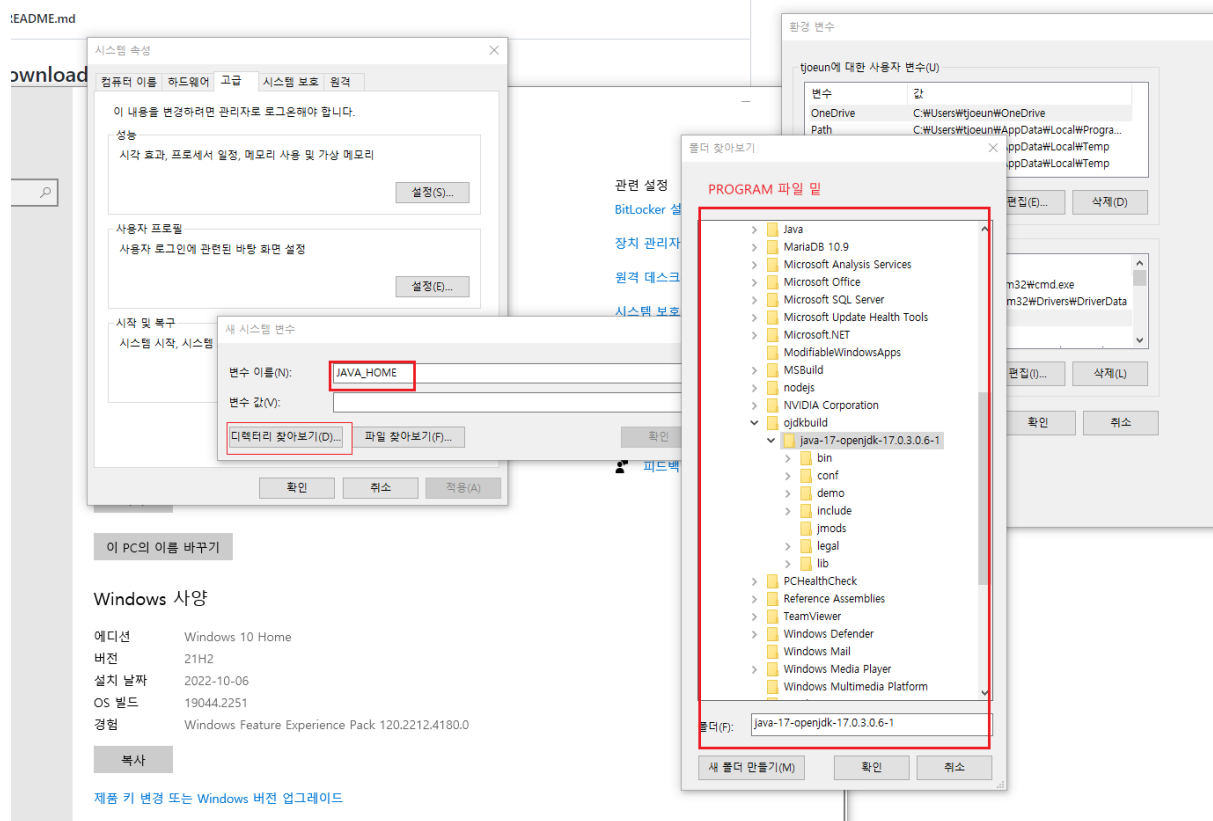 README.md
ownload
시스템 속성
컴퓨터 이름 하드웨어 고급 시스템 보호 원격
이 내용을 변경하려면 관리자로 로그온해야 합니다.
성능
시각 효과, 프로세서 일정, 메모리 사용 및 가상 메모리
설정(S)...
사용자 프로필
사용자 로그인에 관련된 바탕 화면 설정
설정(E)...
시작 및 복구
시스템 시작, 시스템
확인 취소 적용(A)
새 시스템 변수
변수 이름(N):
JAVA_HOME
변수 값(V):
디렉터리 찾아보기(D)... 파일 찾아보기(F)...
확인
관련 설정
BitLocker 설
장치 관리자
원격 데스크
시스템 보호
피드백
환경 변수
tjoeun에 대한 사용자 변수(U)
변수 값
OneDrive C:₩Users₩tjoeun₩OneDrive
Path C:₩Users₩tjoeun₩AppData₩Local₩Progra...
ppData₩Local₩Temp
ppData₩Local₩Temp
편집(E)... 삭제(D)
m32₩cmd.exe
m32₩Drivers₩DriverData
편집(I)... 삭제(L)
확인 취소
폴더 찾아보기
PROGRAM 파일 밑
Java
MariaDB 10.9
Microsoft Analysis Services
Microsoft Office
Microsoft SQL Server
Microsoft Update Health Tools
Microsoft.NET
ModifiableWindowsApps
MSBuild
nodejs
NVIDIA Corporation
ojdkbuild
java-17-openjdk-17.0.3.0.6-1
bin
conf
demo
include
jmods
legal
lib
PCHealthCheck
Reference Assemblies
TeamViewer
Windows Defender
Windows Mail
Windows Media Player
Windows Multimedia Platform
폴더(F):
java-17-openjdk-17.0.3.0.6-1
새 폴더 만들기(M) 확인 취소
이 PC의 이름 바꾸기
Windows 사양
에디션 Windows 10 Home
버전 21H2
설치 날짜 2022-10-06
OS 빌드 19044.2251
경험 Windows Feature Experience Pack 120.2212.4180.0
복사
제품 키 변경 또는 Windows 버전 업그레이드